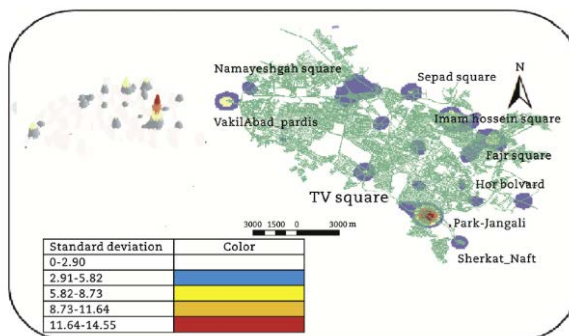 Namayeshgah square
Sepad square
N
VakilAbad_pardis
Imam hossein square
Fajr square
Hor bolvard
TV square
Park-Jangali
3000 1500 0 3000 m
Sherkat_Naft
Standard deviation Color
0-2.90
2.91-5.82
5.82-8.73
8.73-11.64
11.64-14.55